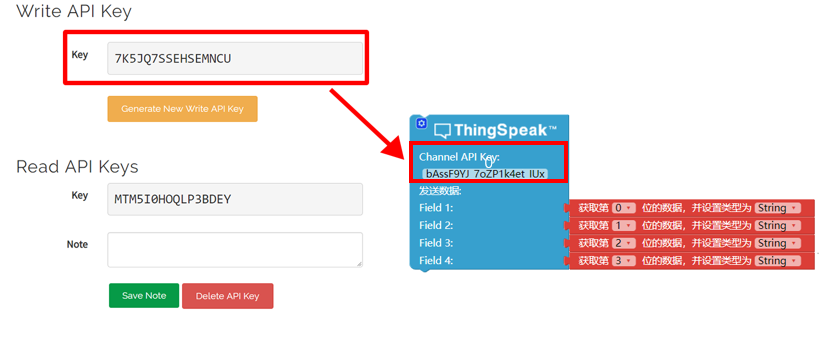 Write API Key
Key
7K5JQ7SSEHSEMNCU
Generate New Write API Key
Read API Keys
Key
MTM5I0HOQLP3BDEY
Note
Save Note
Delete API Key
ThingSpeak™
Channel API Key:
bAssF9YJ_7oZP1k4et_IUx
发送数据:
Field 1:
获取第 0 位的数据，并设置类型为 String
Field 2:
获取第 1 位的数据，并设置类型为 String
Field 3:
获取第 2 位的数据，并设置类型为 String
Field 4:
获取第 3 位的数据，并设置类型为 String